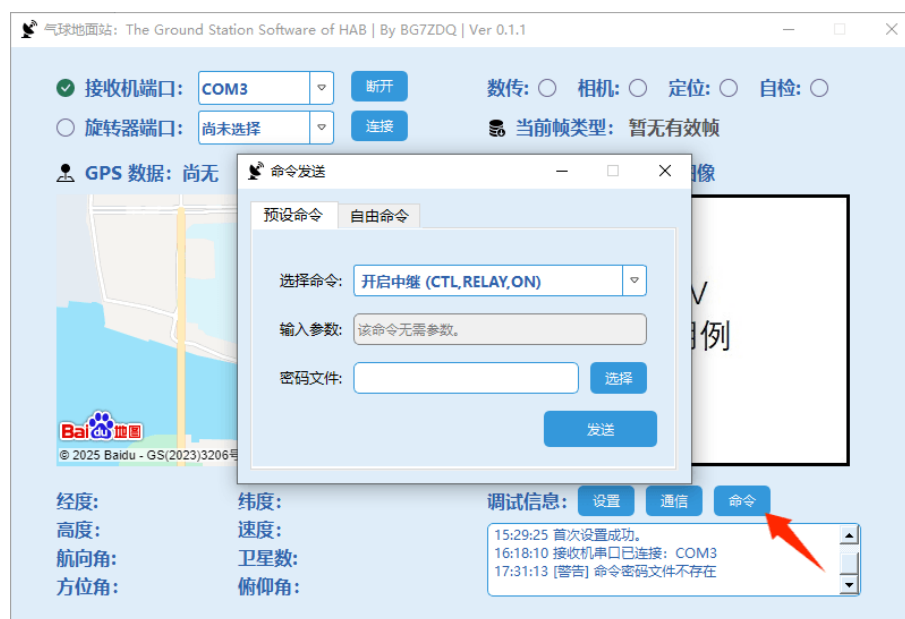 气球地面站：The Ground Station Software of HAB | By BG7ZDQ | Ver 0.1.1
接收机端口： COM3 断开 数传: 相机: 定位: 自检:
旋转器端口： 尚未选择 连接 当前帧类型： 暂无有效帧
GPS 数据：尚无
像
命令发送
预设命令 自由命令
选择命令: 开启中继 (CTL,RELAY,ON)
输入参数: 该命令无需参数。
密码文件: 选择
发送
例
Bai du 地图
© 2025 Baidu - GS(2023)3206号
经度: 纬度: 调试信息: 设置 通信 命令
高度: 速度:
航向角: 卫星数:
方位角: 俯仰角:
15:29:25 首次设置成功。
16:18:10 接收机串口已连接：COM3
17:31:13 [警告] 命令密码文件不存在